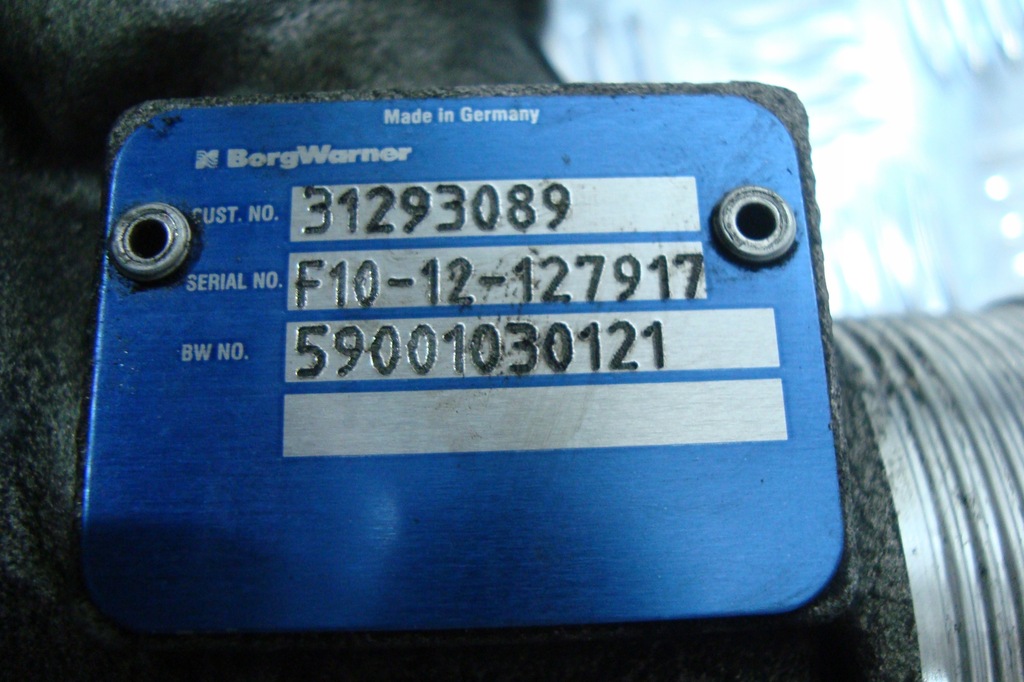 Made in Germany
BorgWarner
CUST. NO. 31293089
SERIAL NO. F10-12-127917
BW NO. 59001030121